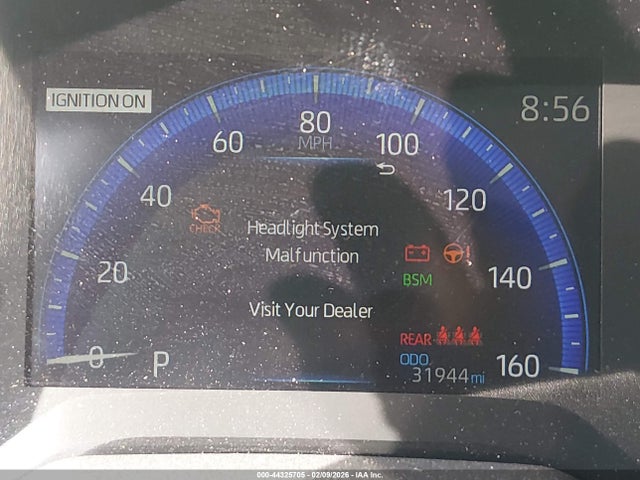 IGNITION ON
8:56
80
MPH
60
100
40
120
CHECK
Headlight System
Malfunction
BSM
20
140
Visit Your Dealer
REAR
ODO
0
P
160
31944 mi
000-44325705 - 02/09/2026 - IAA Inc.